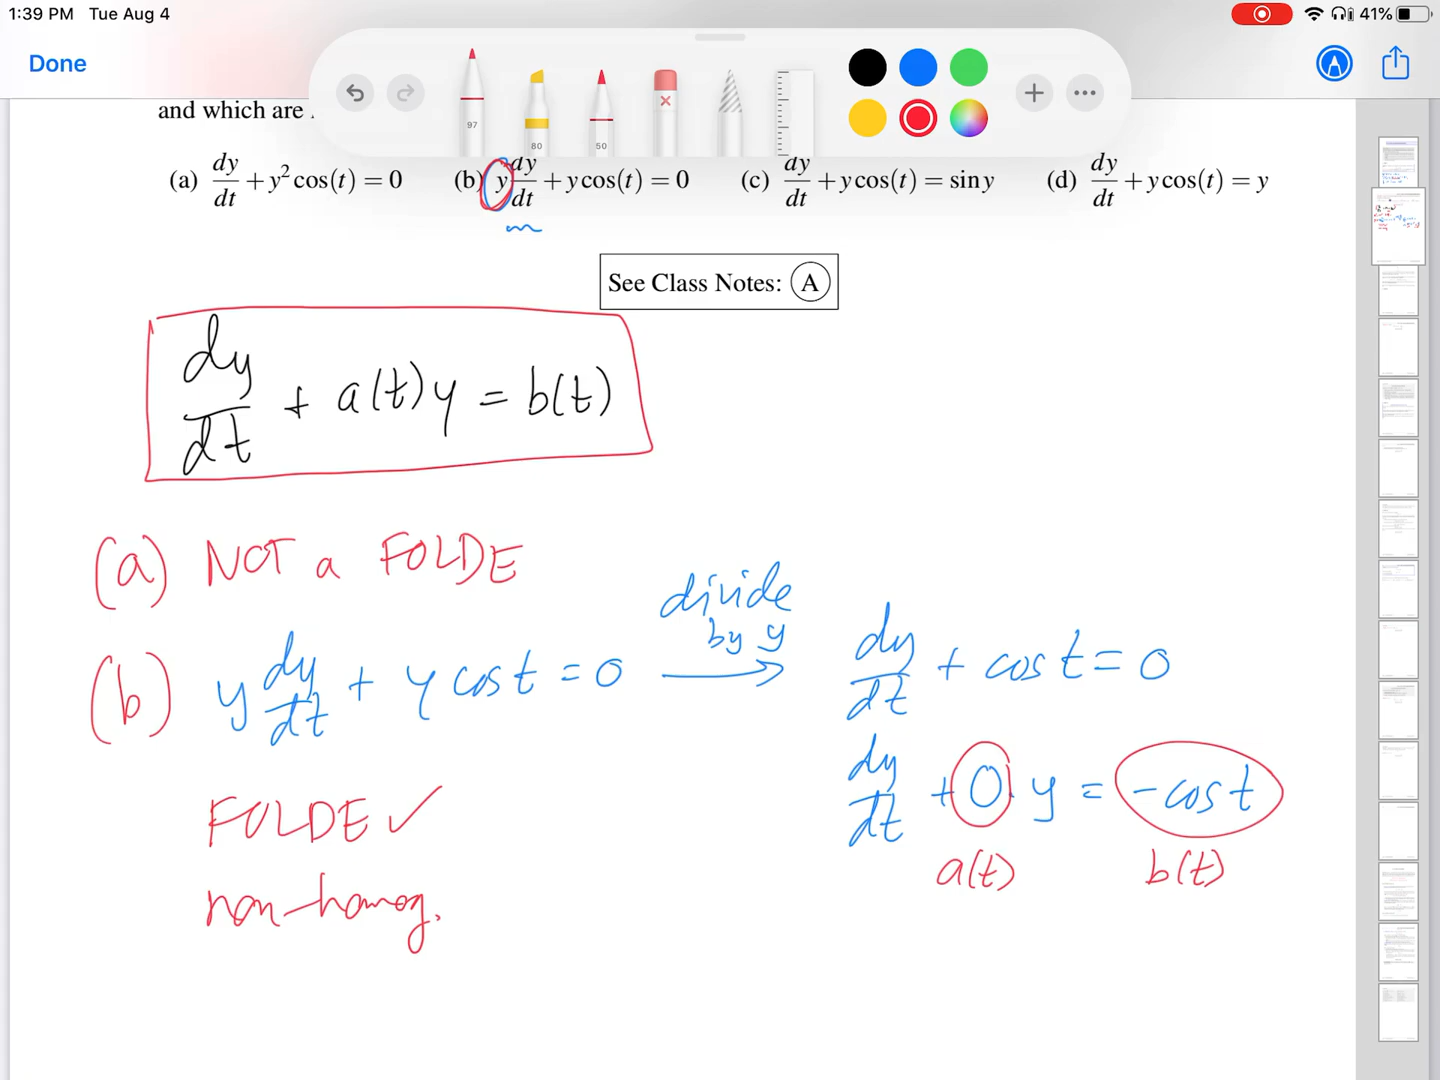 1:39 PM Tue Aug 4
41%
Done
97
80
50
and which are
(a) dy/dt + y² cos(t) = 0 (b) y dy/dt + y cos(t) = 0 (c) dy/dt + y cos(t) = sin y (d) dy/dt + y cos(t) = y
See Class Notes: A
dy/dt + a(t) y = b(t)
(a) NOT a FOLDE
divide
by y
(b) y dy/dt + y cos t = 0 → dy/dt + cos t = 0
dy/dt + 0 · y = - cos t
FOLDE ✓
a(t) b(t)
non-homog.